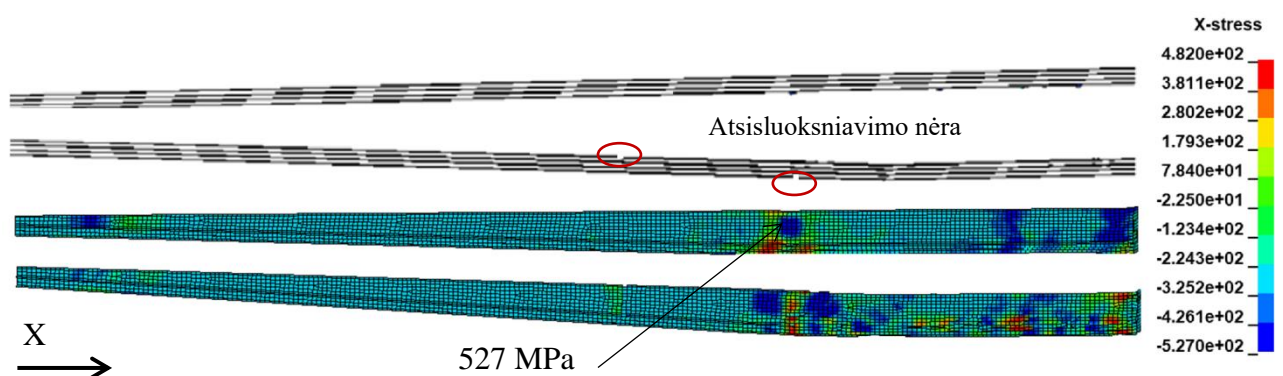 X-stress
4.820e+02
3.811e+02
2.802e+02
1.793e+02
7.840e+01
-2.250e+01
-1.234e+02
-2.243e+02
-3.252e+02
-4.261e+02
-5.270e+02
Atsisluoksniavimo nėra
X
527 MPa